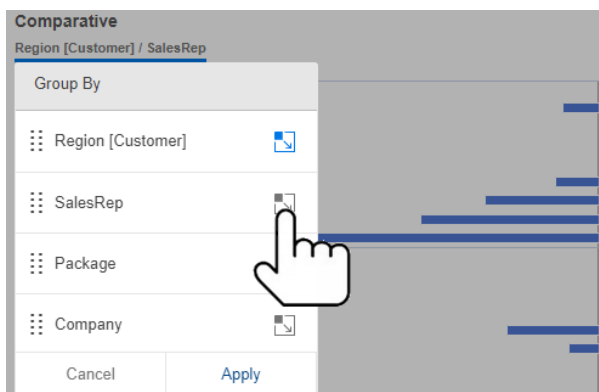 Comparative
Region [Customer] / SalesRep
Group By
Region [Customer]
SalesRep
Package
Company
Cancel Apply